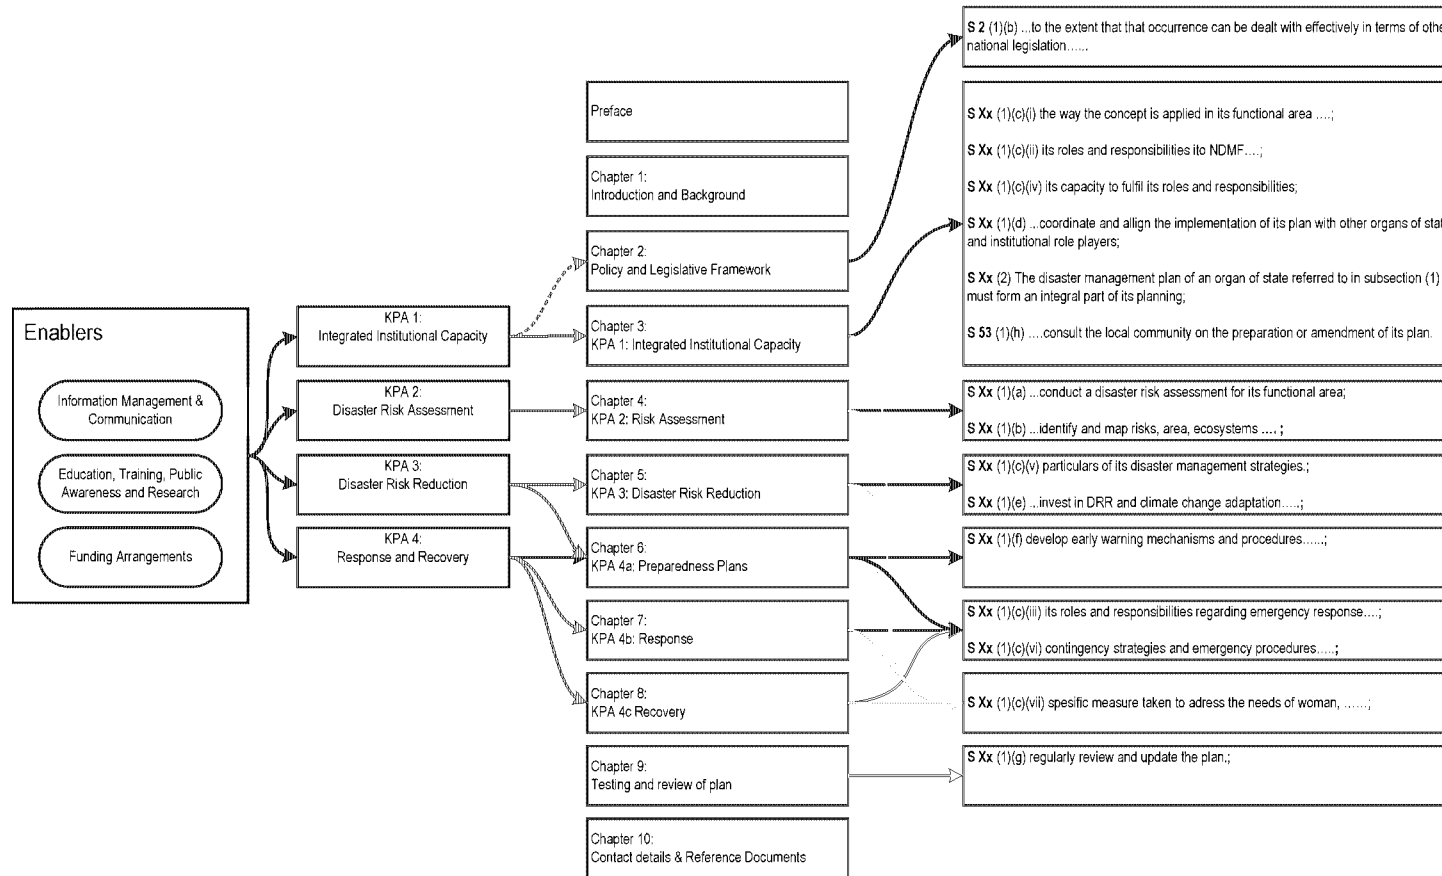 Enablers
Information Management &
Communication
Education, Training, Public
Awareness and Research
Funding Arrangements
KPA 1:
Integrated Institutional Capacity
KPA 2:
Disaster Risk Assessment
KPA 3:
Disaster Risk Reduction
KPA 4:
Response and Recovery
Preface
Chapter 1:
Introduction and Background
Chapter 2:
Policy and Legislative Framework
Chapter 3:
KPA 1: Integrated Institutional Capacity
Chapter 4:
KPA 2: Risk Assessment
Chapter 5:
KPA 3: Disaster Risk Reduction
Chapter 6:
KPA 4a: Preparedness Plans
Chapter 7:
KPA 4b: Response
Chapter 8:
KPA 4c Recovery
Chapter 9:
Testing and review of plan
Chapter 10:
Contact details & Reference Documents
S 2 (1)(b) ...to the extent that that occurrence can be dealt with effectively in terms of othe
national legislation......
S Xx (1)(c)(i) the way the concept is applied in its functional area ....;
S Xx (1)(c)(ii) its roles and responsibilities ito NDMF....;
S Xx (1)(c)(iv) its capacity to fulfil its roles and responsibilities;
S Xx (1)(d) ...coordinate and allign the implementation of its plan with other organs of stat
and institutional role players;
S Xx (2) The disaster management plan of an organ of state referred to in subsection (1)
must form an integral part of its planning;
S 53 (1)(h) ....consult the local community on the preparation or amendment of its plan.
S Xx (1)(a) ...conduct a disaster risk assessment for its functional area;
S Xx (1)(b) ...identify and map risks, area, ecosystems .... ;
S Xx (1)(c)(v) particulars of its disaster management strategies.;
S Xx (1)(e) ...invest in DRR and climate change adaptation.....;
S Xx (1)(f) develop early warning mechanisms and procedures......;
S Xx (1)(c)(iii) its roles and responsibilities regarding emergency response....;
S Xx (1)(c)(vi) contingency strategies and emergency procedures.....;
S Xx (1)(c)(vii) spesific measure taken to adress the needs of woman, ......;
S Xx (1)(g) regularly review and update the plan.;